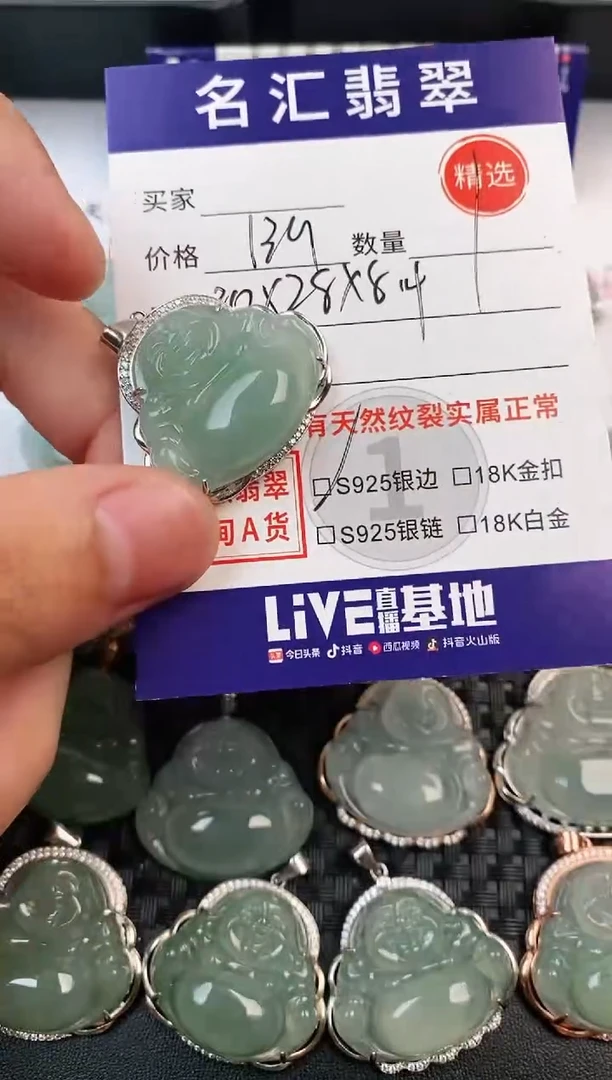 名汇翡翠
精选
买家
价格 134 数量 1
X28X8
有天然纹裂实属正常
翡翠
A货
S925银边 18K金扣
S925银链 18K白金
1
LiVE直播基地
今日头条 抖音 西瓜视频 抖音火山版